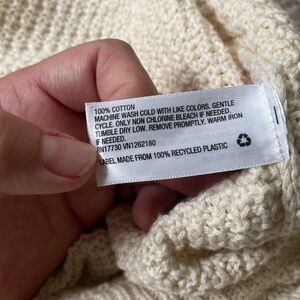 100% COTTON
MACHINE WASH COLD WITH LIKE COLORS. GENTLE
CYCLE. ONLY NON CHLORINE BLEACH IF NEEDED.
TUMBLE DRY LOW. REMOVE PROMPTLY. WARM IRON
IF NEEDED.
RN17730 VN1262180
LABEL MADE FROM 100% RECYCLED PLASTIC